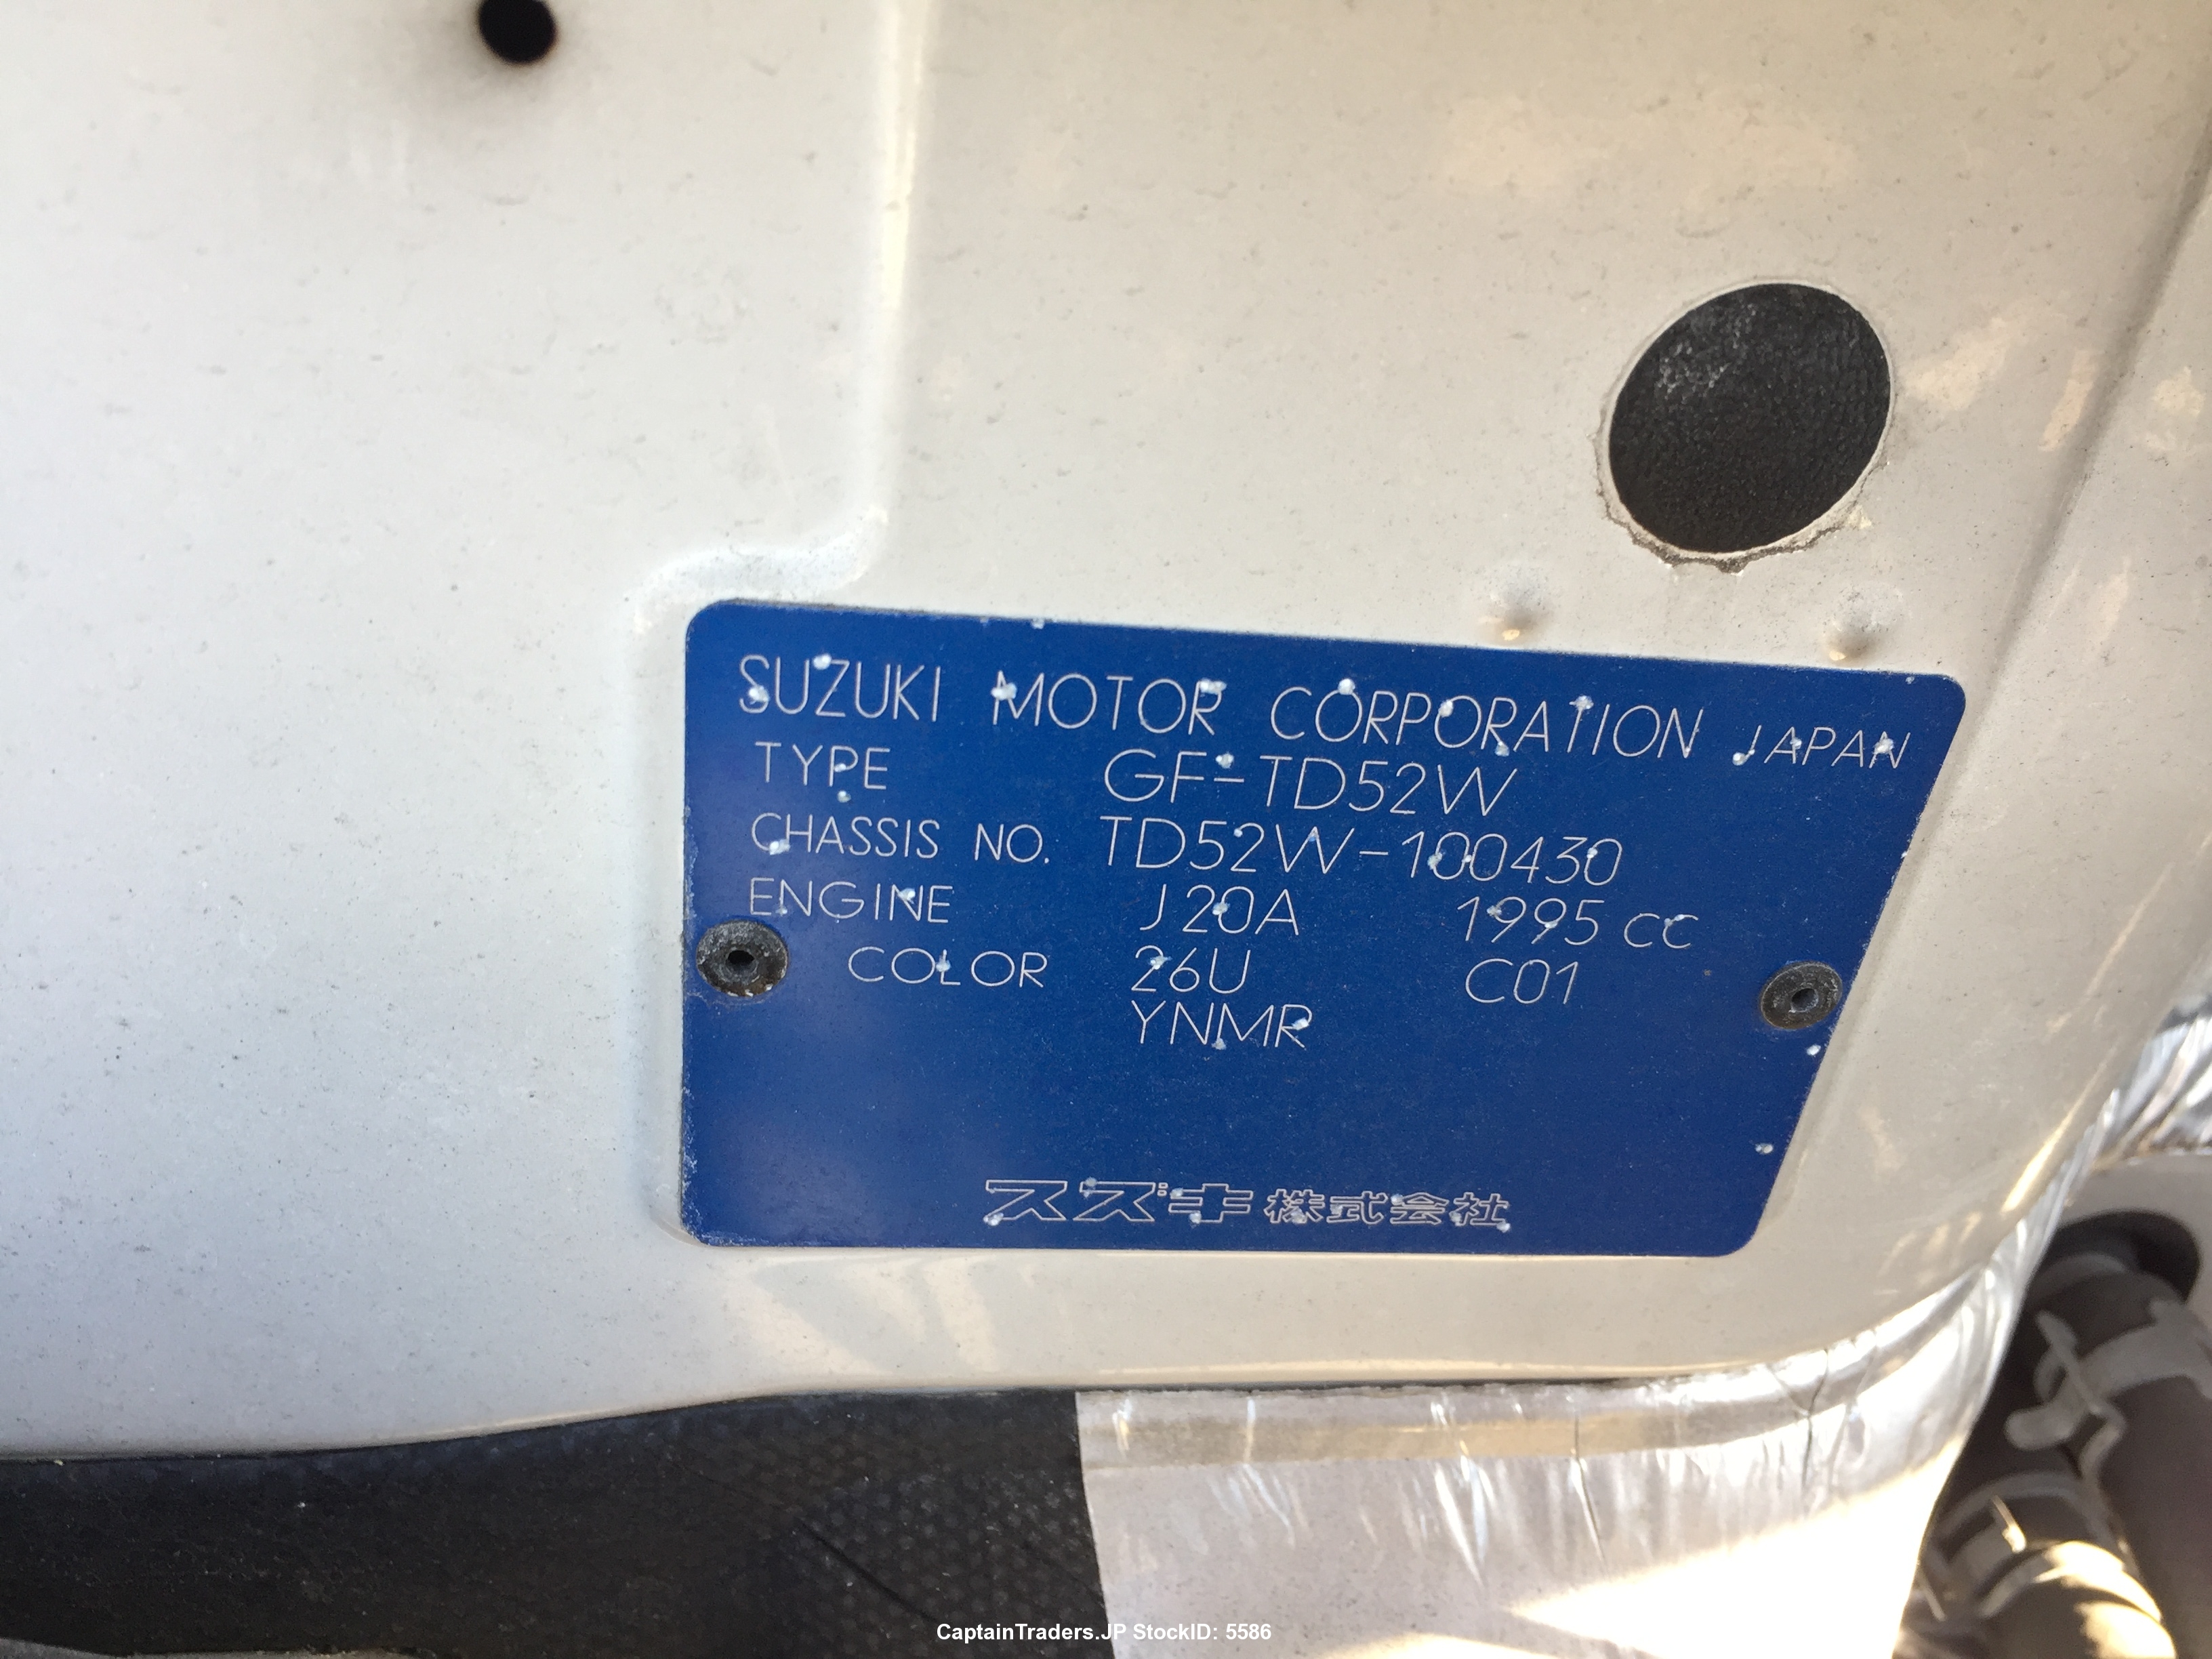 SUZUKI MOTOR CORPORATION JAPAN
TYPE GF-TD52W
CHASSIS NO. TD52W-100430
ENGINE J20A 1995 CC
COLOR 26U C01
YNMR
スズキ株式会社
CaptainTraders.JP StockID: 5586